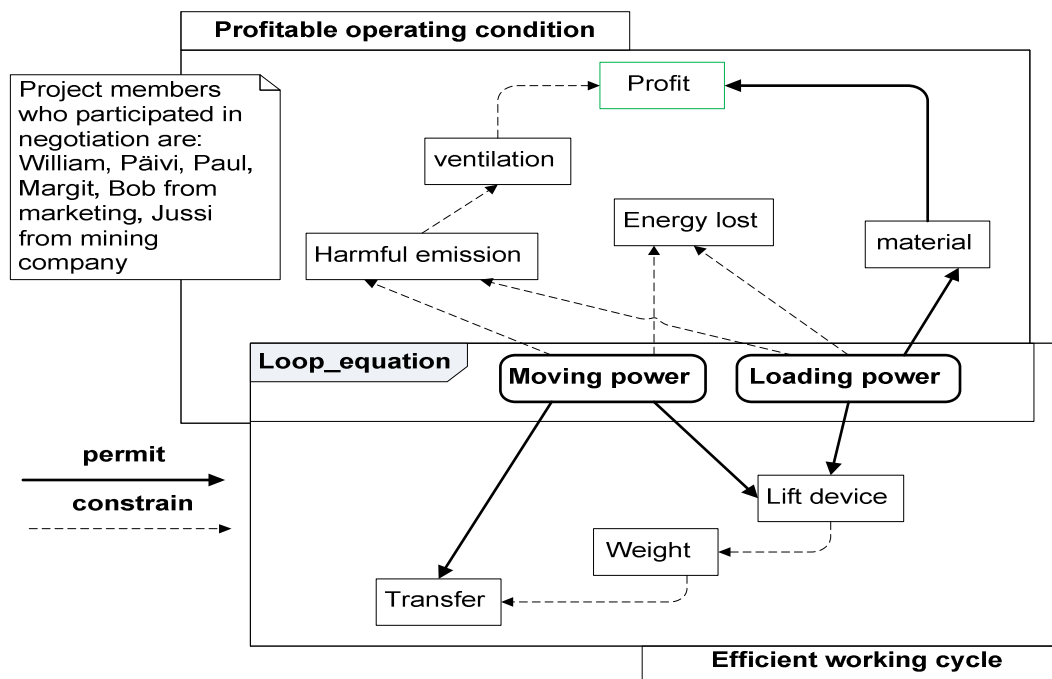 Profitable operating condition
Project members
who participated in
negotiation are:
William, Päivi, Paul,
Margit, Bob from
marketing, Jussi
from mining
company
Profit
ventilation
Energy lost
Harmful emission
material
Loop_equation
Moving power
Loading power
permit
constrain
Lift device
Weight
Transfer
Efficient working cycle